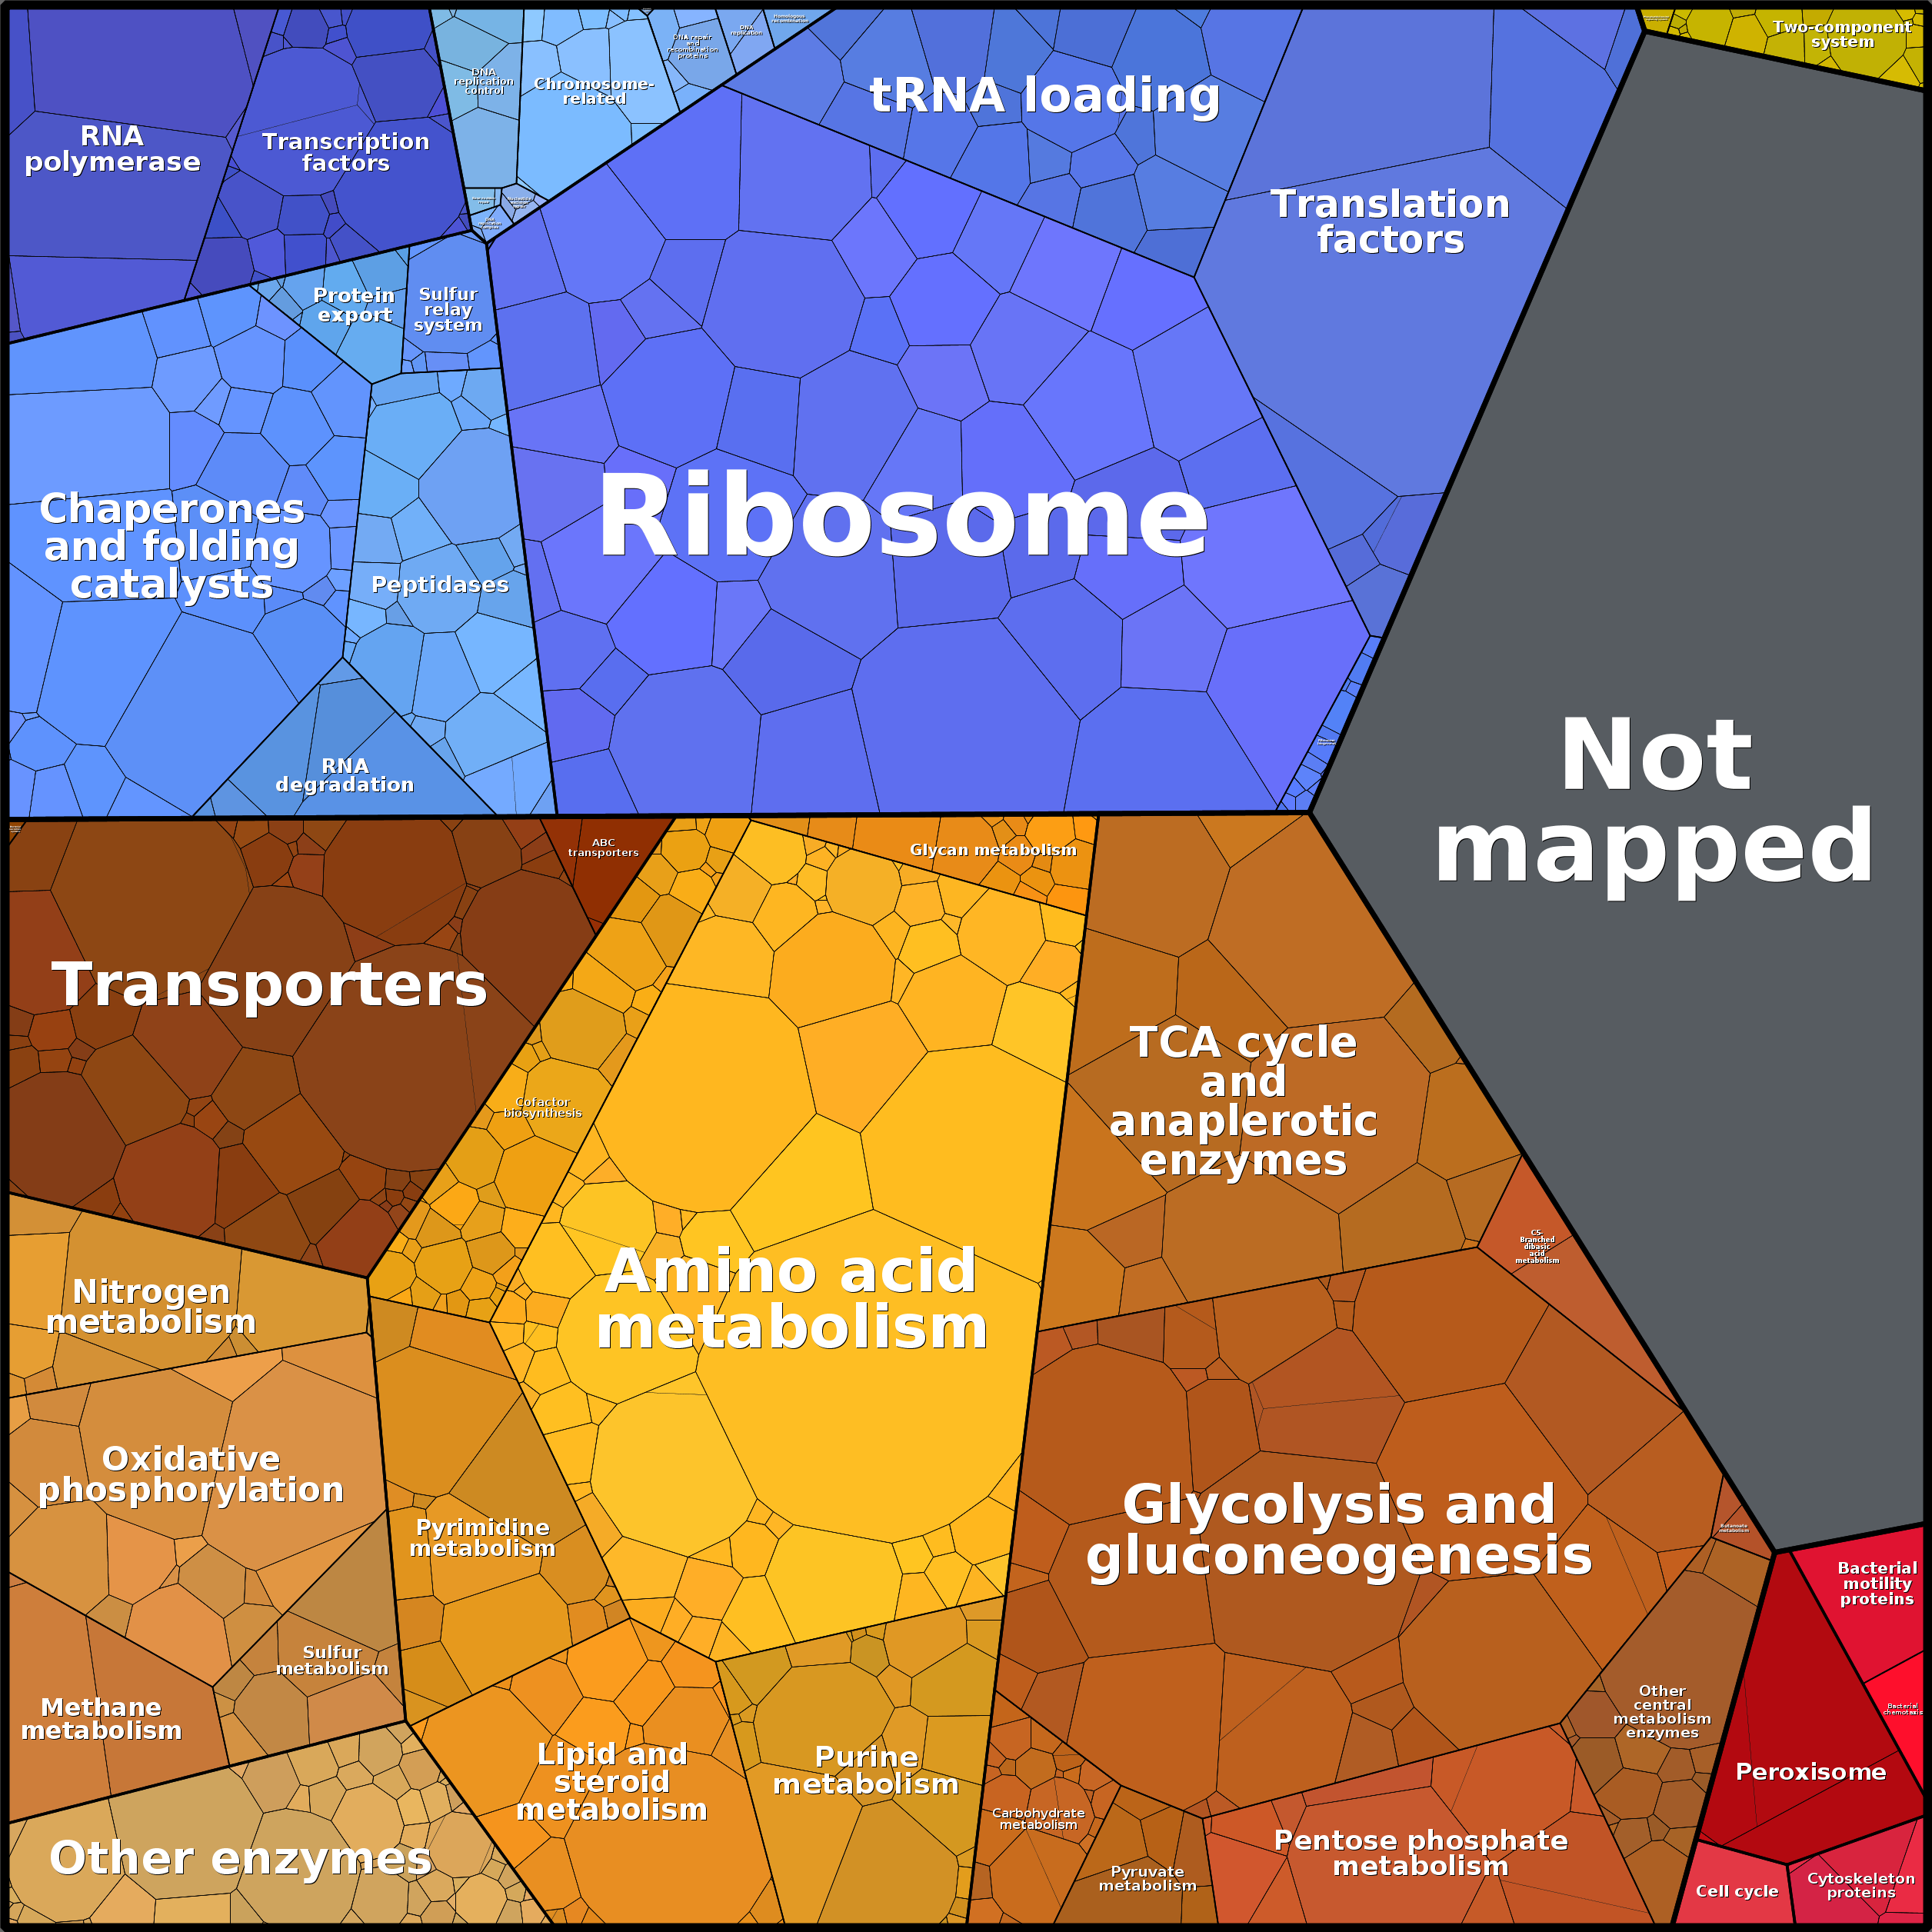 RNA
polymerase
Transcription
factors
DNA
replication
control
Chromosome-
related
DNA repair
and
recombination
proteins
DNA
replication
Homologous
recombination
tRNA loading
Translation
factors
Two-component
system
Protein
export
Sulfur
relay
system
Chaperones
and folding
catalysts
Peptidases
RNA
degradation
Ribosome
Not
mapped
Transporters
ABC
transporters
Glycan metabolism
Cofactor
biosynthesis
TCA cycle
and
anaplerotic
enzymes
C5-
Branched
dibasic
acid
metabolism
Nitrogen
metabolism
Amino acid
metabolism
Oxidative
phosphorylation
Pyrimidine
metabolism
Glycolysis and
gluconeogenesis
Butanoate
metabolism
Bacterial
motility
proteins
Sulfur
metabolism
Methane
metabolism
Other
central
metabolism
enzymes
Bacterial
chemotaxis
Lipid and
steroid
metabolism
Purine
metabolism
Peroxisome
Carbohydrate
metabolism
Other enzymes
Pyruvate
metabolism
Pentose phosphate
metabolism
Cell cycle
Cytoskeleton
proteins